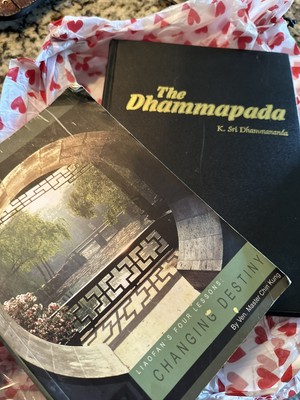 The
Dhammapada
K. Sri Dhammananda
LIAOFAN'S FOUR LESSONS:
CHANGING DESTINY
By Ven. Master Chin Kung